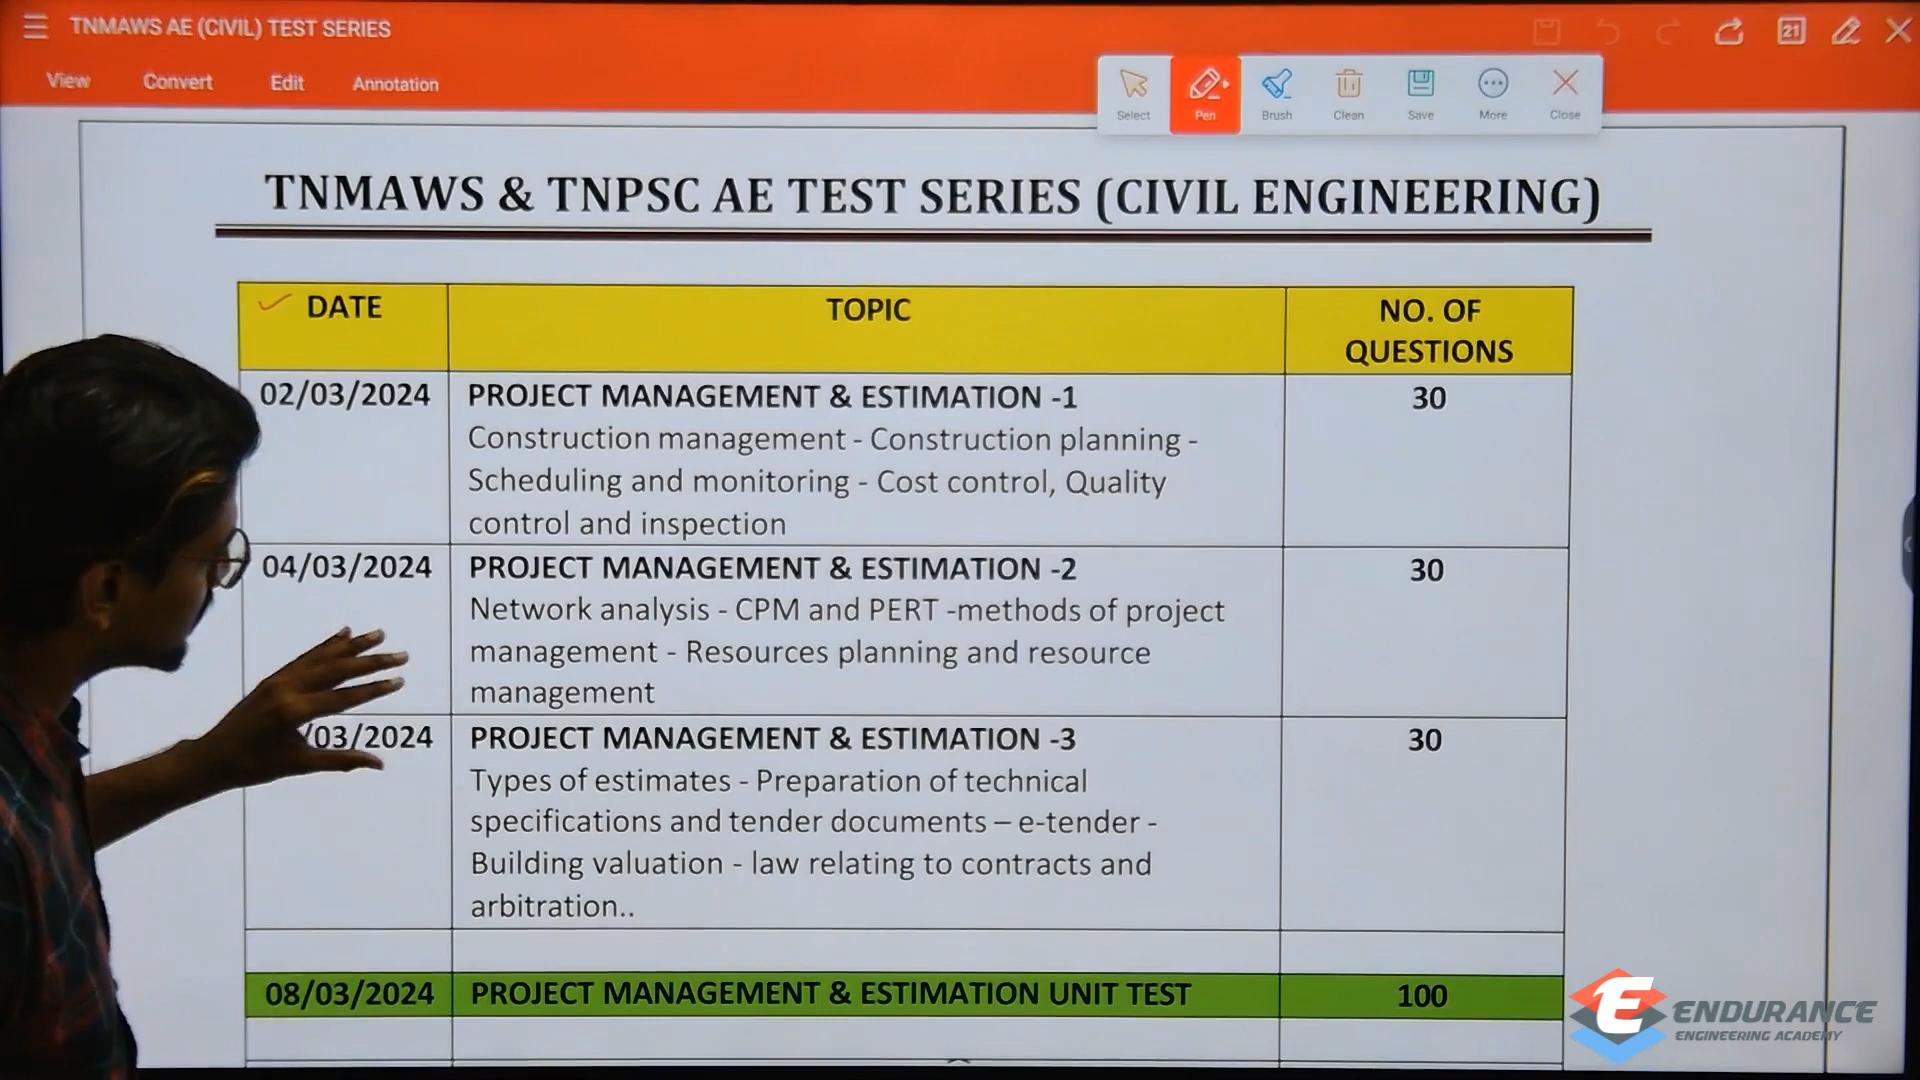 TNMAWS AE (CIVIL) TEST SERIES
21
View Convert Edit Annotation
Select Pen Brush Clean Save More Close
TNMAWS & TNPSC AE TEST SERIES (CIVIL ENGINEERING)
DATE TOPIC NO. OF
QUESTIONS
02/03/2024 PROJECT MANAGEMENT & ESTIMATION -1 30
Construction management - Construction planning -
Scheduling and monitoring - Cost control, Quality
control and inspection
04/03/2024 PROJECT MANAGEMENT & ESTIMATION -2 30
Network analysis - CPM and PERT -methods of project
management - Resources planning and resource
management
/03/2024 PROJECT MANAGEMENT & ESTIMATION -3 30
Types of estimates - Preparation of technical
specifications and tender documents – e-tender -
Building valuation - law relating to contracts and
arbitration..
08/03/2024 PROJECT MANAGEMENT & ESTIMATION UNIT TEST 100
E ENDURANCE
ENGINEERING ACADEMY